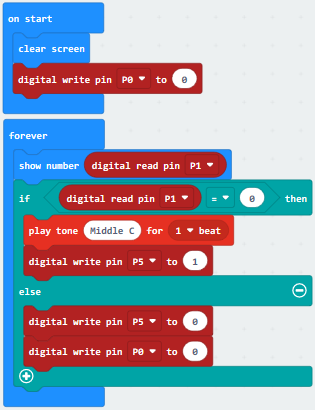 on start
clear screen
digital write pin P0 to 0
forever
show number digital read pin P1
if digital read pin P1 = 0 then
play tone Middle C for 1 beat
digital write pin P5 to 1
else
digital write pin P5 to 0
digital write pin P0 to 0